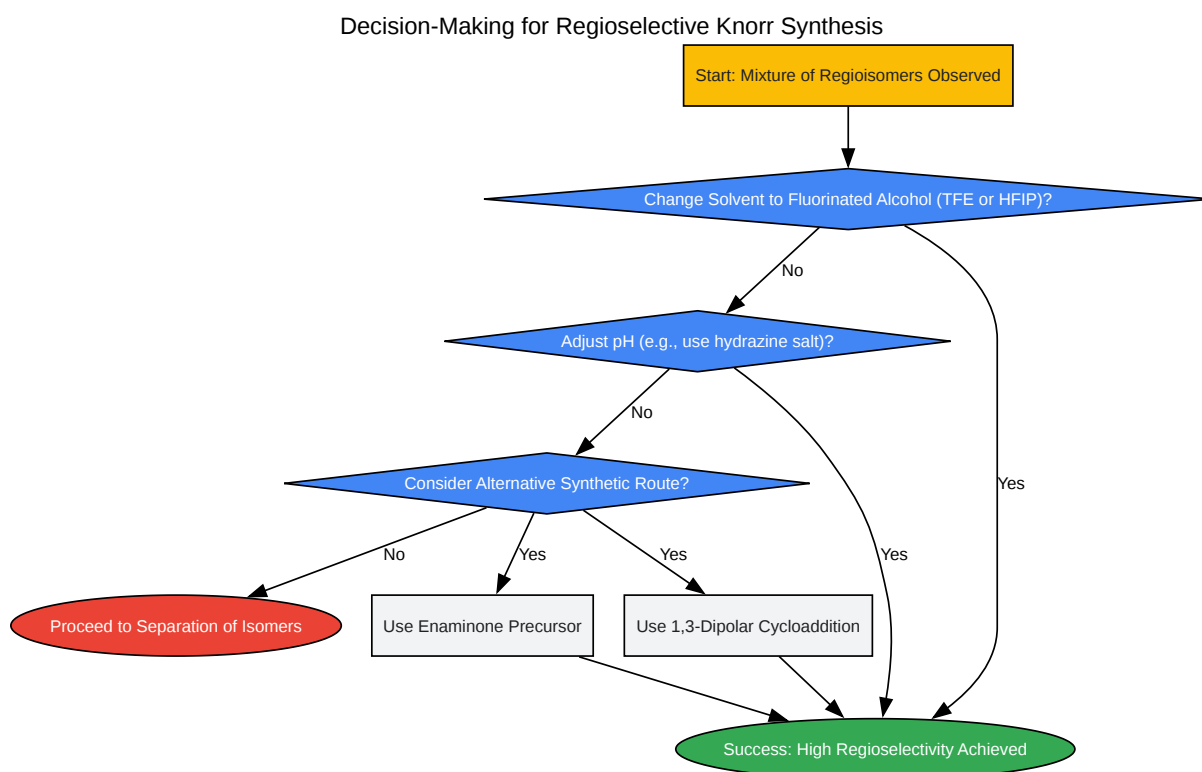 Decision-Making for Regioselective Knorr Synthesis
Start: Mixture of Regioisomers Observed
Change Solvent to Fluorinated Alcohol (TFE or HFIP)?
No
Adjust pH (e.g., use hydrazine salt)?
No
Consider Alternative Synthetic Route?
Yes
No
Yes
Yes
Yes
Proceed to Separation of Isomers
Use Enaminone Precursor
Use 1,3-Dipolar Cycloaddition
Success: High Regioselectivity Achieved